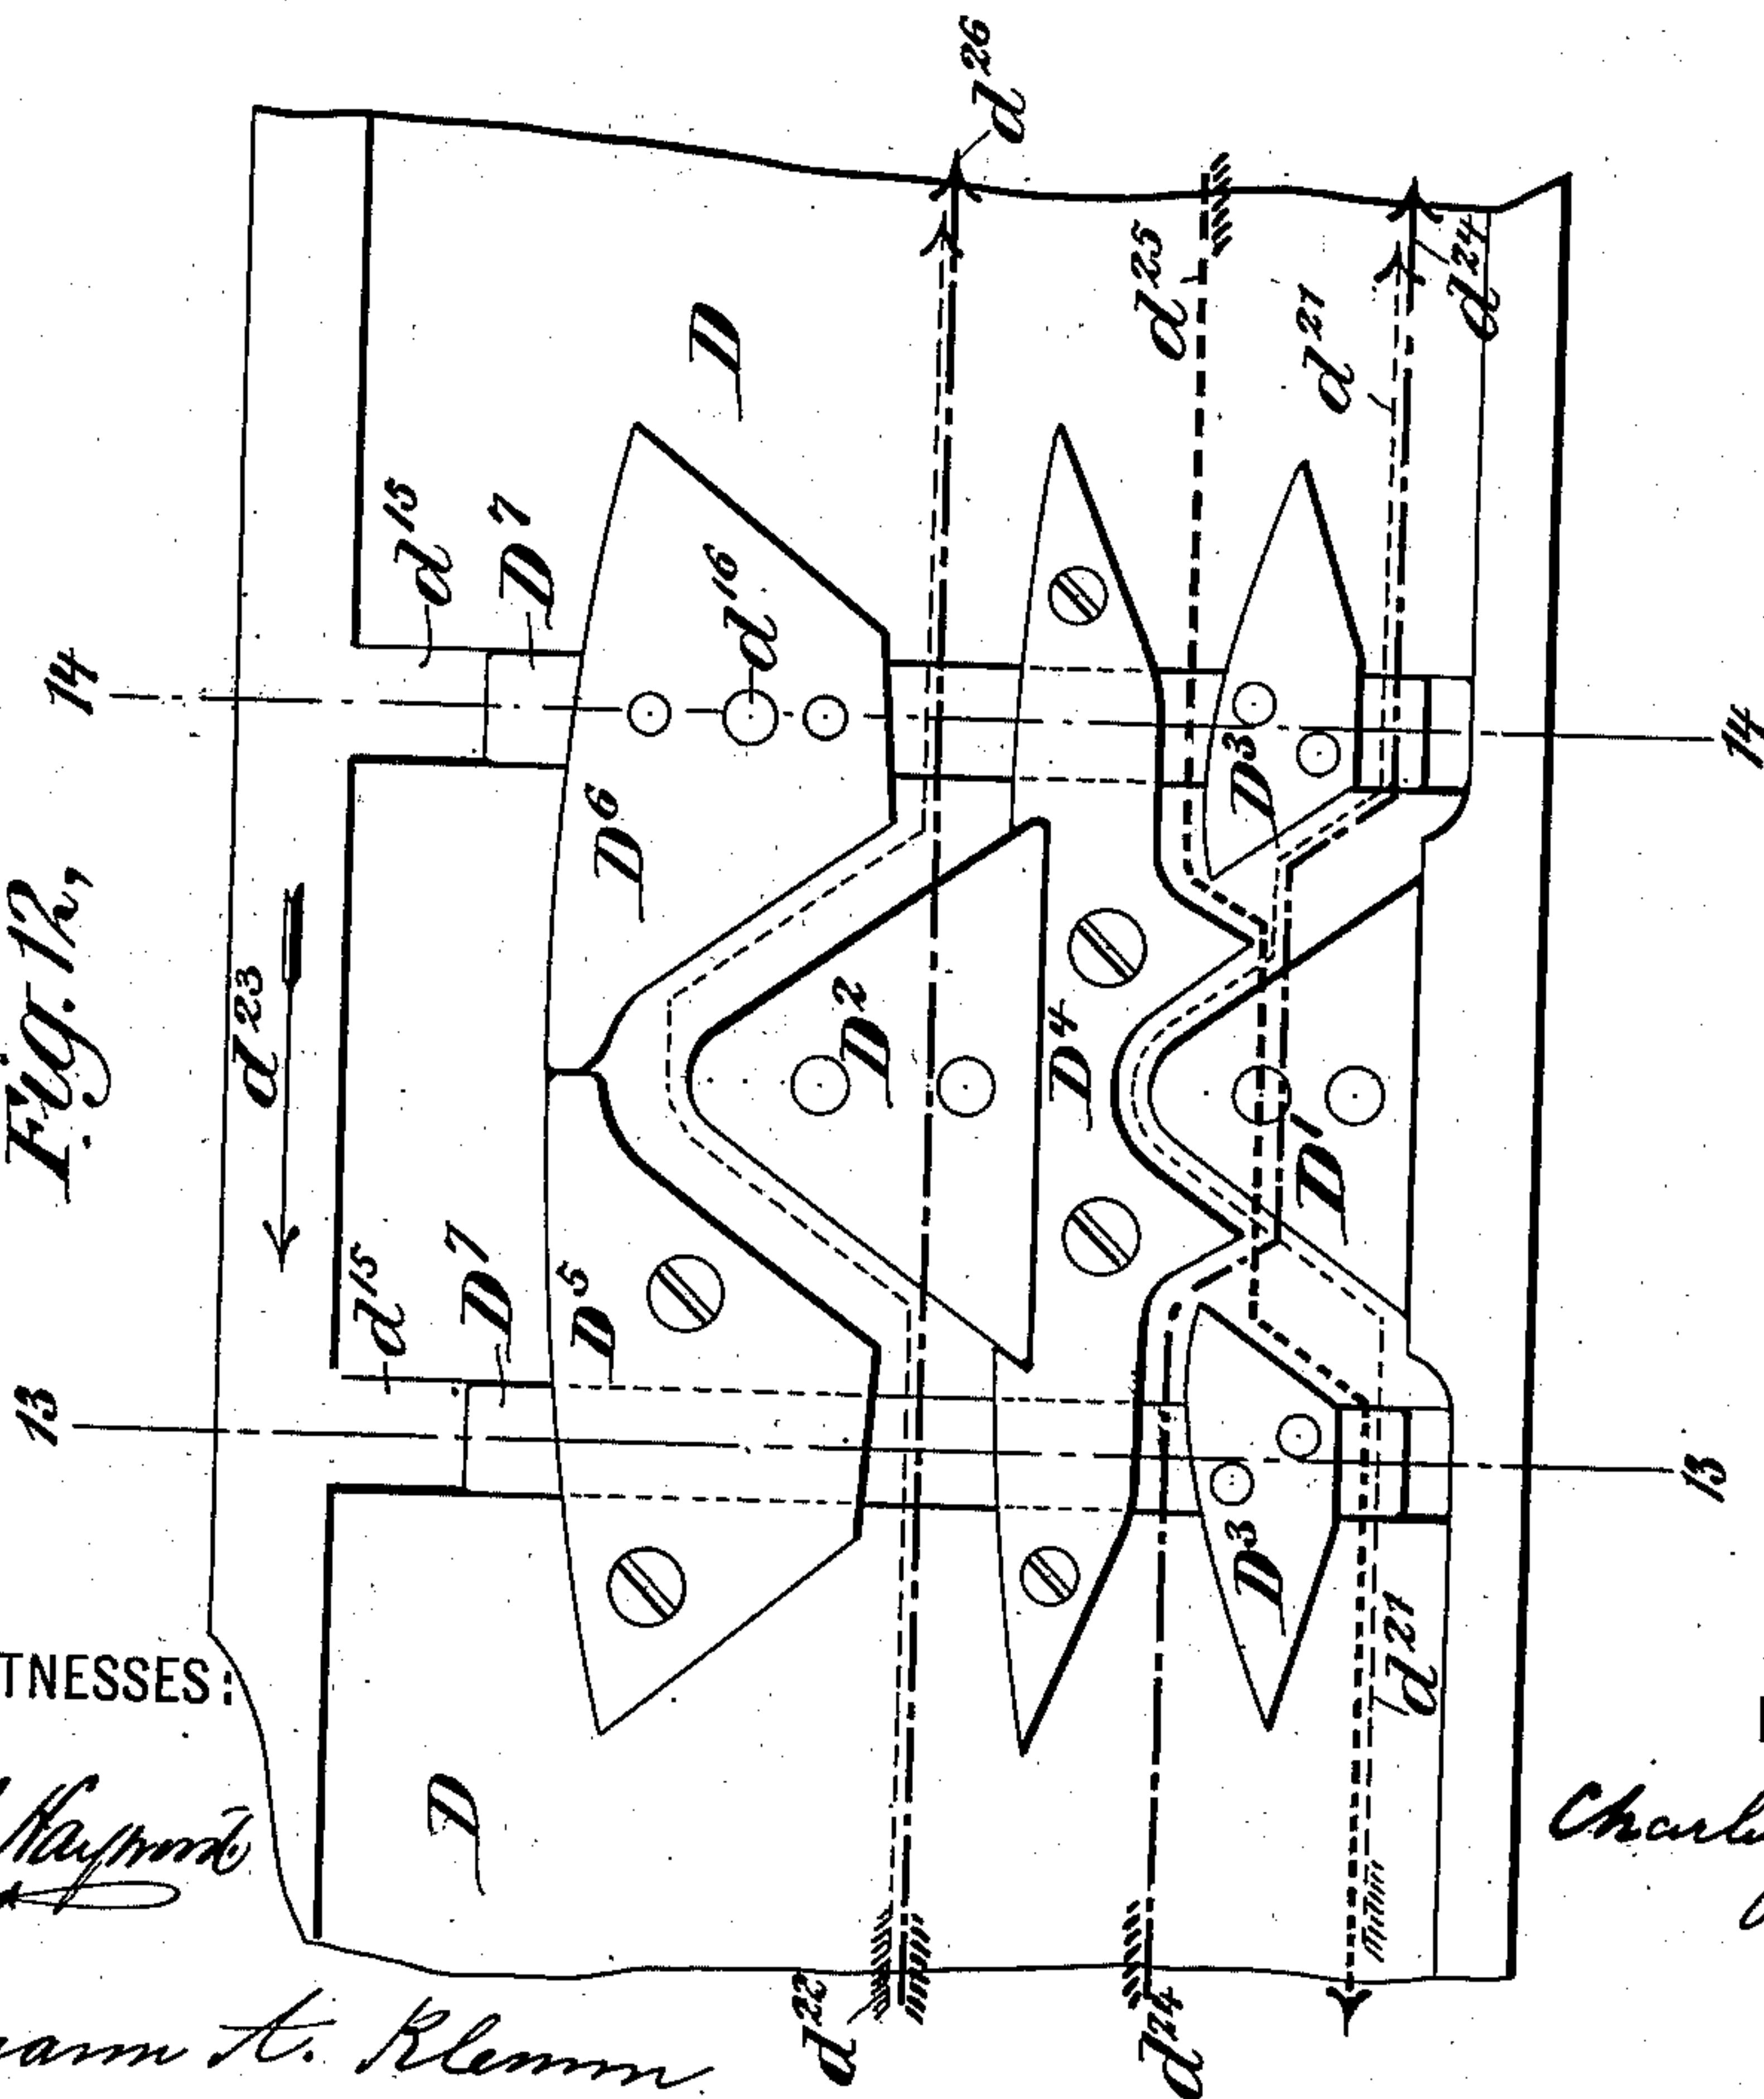 Fig. 12,
14
13
d²³
d¹⁵
D⁷
d¹⁵
D⁷
D⁶
D⁵
d¹⁶
D
D
D²
D⁴
D³
D³
D¹
d²⁶
d²⁵
d²¹
d²⁴
d²²
d²⁴
d²¹
14
13
TNESSES:
Raymond
A. Klemm